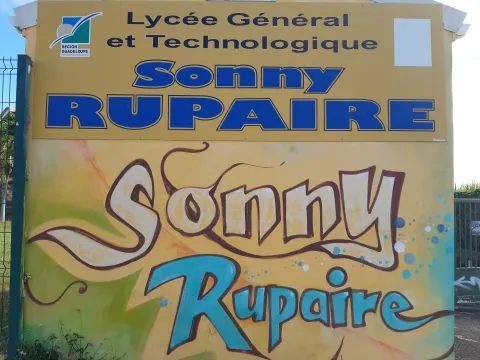 Lycée Général
et Technologique
REGION
GUADELOUPE
Sonny
RUPAIRE
Sonny
Rupaire